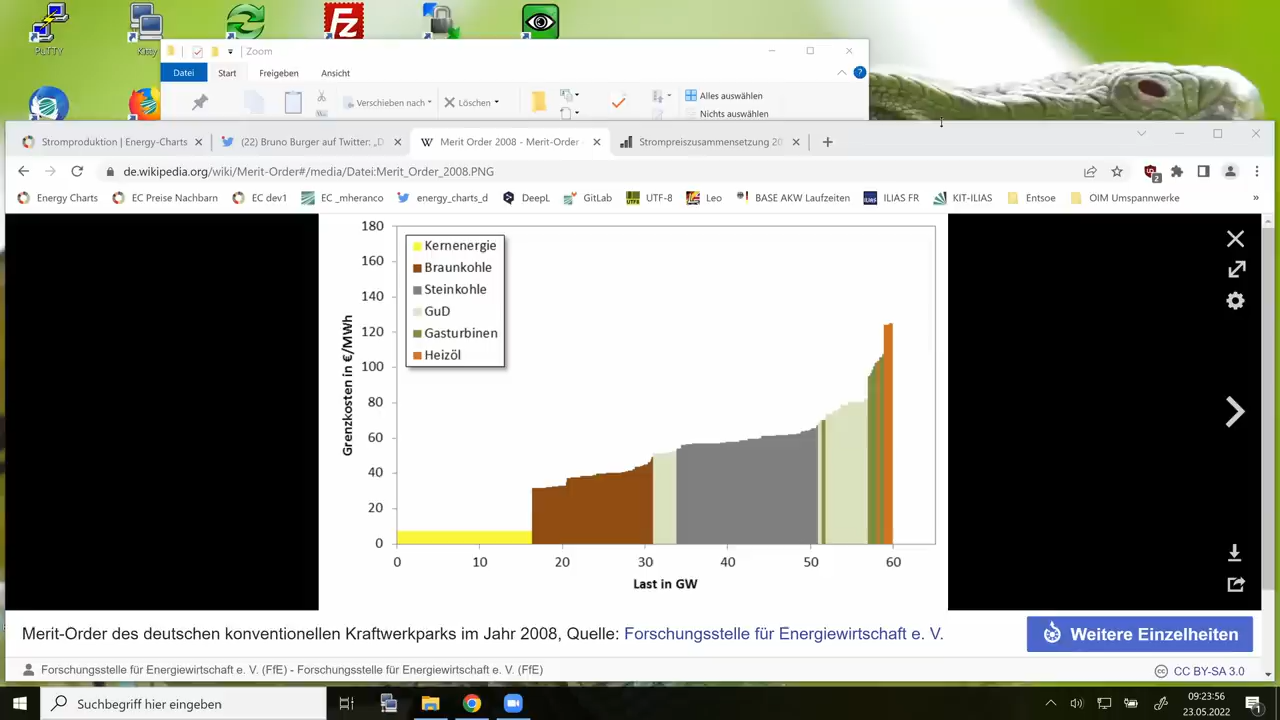 PuTTY
Kitty
FZ
Zoom
Datei
Start
Freigeben
Ansicht
Verschieben nach
Löschen
Alles auswählen
Nichts auswählen
Stromproduktion | Energy-Charts
(22) Bruno Burger auf Twitter: „D
Merit Order 2008 - Merit-Order
Strompreiszusammensetzung 20
de.wikipedia.org/wiki/Merit-Order#/media/Datei:Merit_Order_2008.PNG
2
Energy Charts
EC Preise Nachbarn
EC dev1
EC _mheranco
energy_charts_d
DeepL
GitLab
UTF-8
Leo
BASE AKW Laufzeiten
ILIAS FR
KIT-ILIAS
Entsoe
OIM Umspannwerke
»
Grenzkosten in €/MWh
180
160
140
120
100
80
60
40
20
0
Kernenergie
Braunkohle
Steinkohle
GuD
Gasturbinen
Heizöl
0 10 20 30 40 50 60
Last in GW
Merit-Order des deutschen konventionellen Kraftwerkparks im Jahr 2008, Quelle: Forschungsstelle für Energiewirtschaft e. V.
Weitere Einzelheiten
Forschungsstelle für Energiewirtschaft e. V. (FfE) - Forschungsstelle für Energiewirtschaft e. V. (FfE)
CC BY-SA 3.0
Suchbegriff hier eingeben
09:23:56
23.05.2022
1